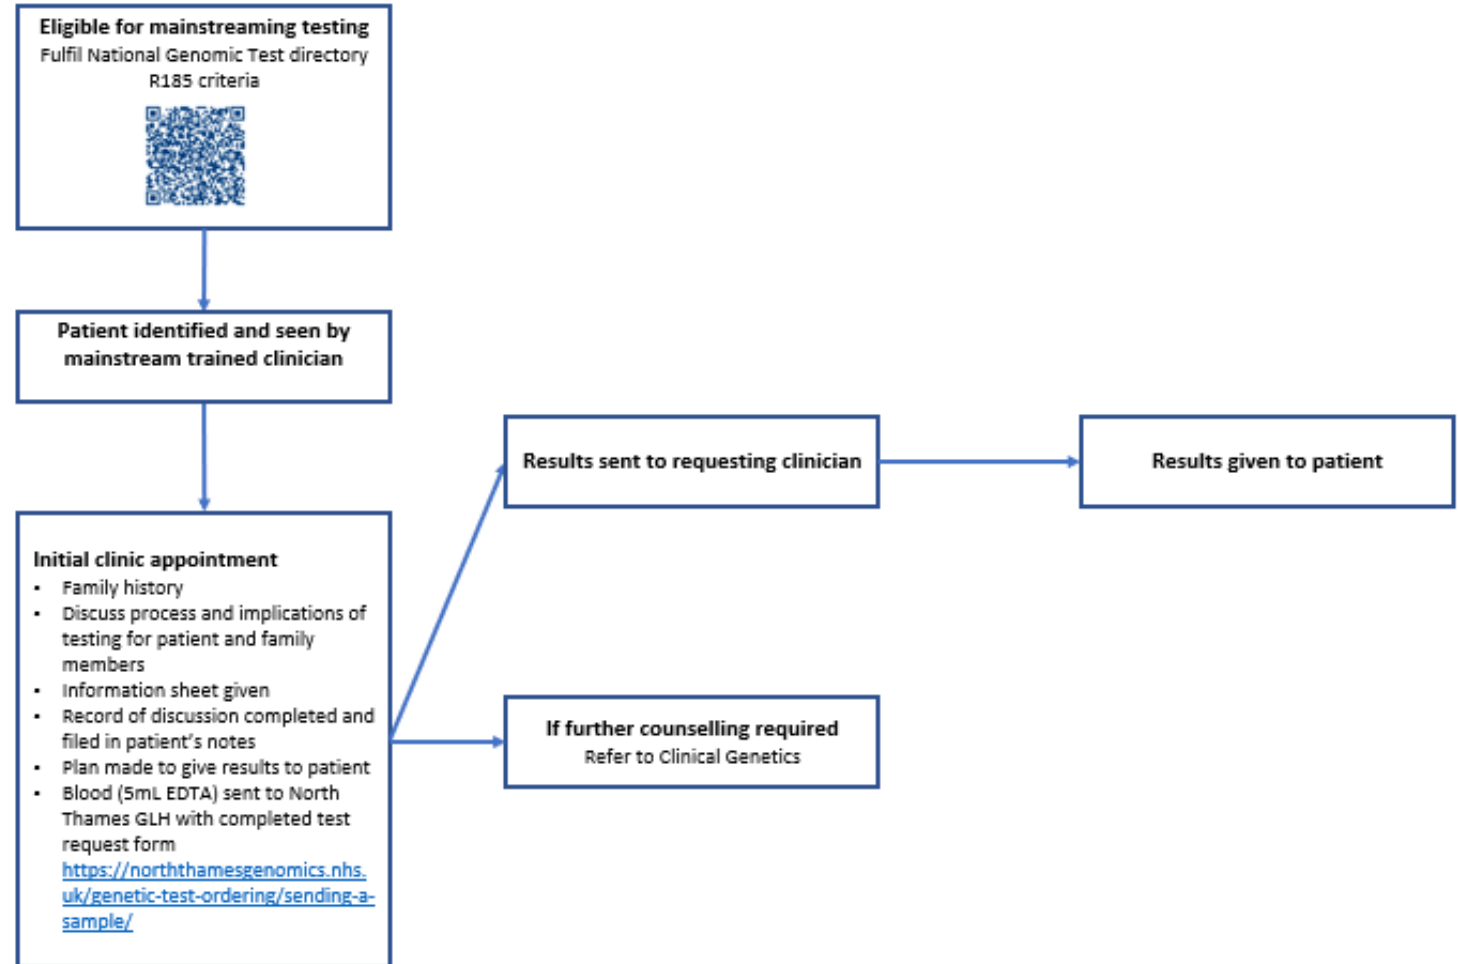 Eligible for mainstreaming testing
Fulfil National Genomic Test directory
R185 criteria
Patient identified and seen by
mainstream trained clinician
Initial clinic appointment
▪ Family history
▪ Discuss process and implications of
testing for patient and family
members
▪ Information sheet given
▪ Record of discussion completed and
filed in patient's notes
▪ Plan made to give results to patient
▪ Blood (5mL EDTA) sent to North
Thames GLH with completed test
request form
https://norththamesgenomics.nhs.
uk/genetic-test-ordering/sending-a-
sample/
Results sent to requesting clinician
Results given to patient
If further counselling required
Refer to Clinical Genetics